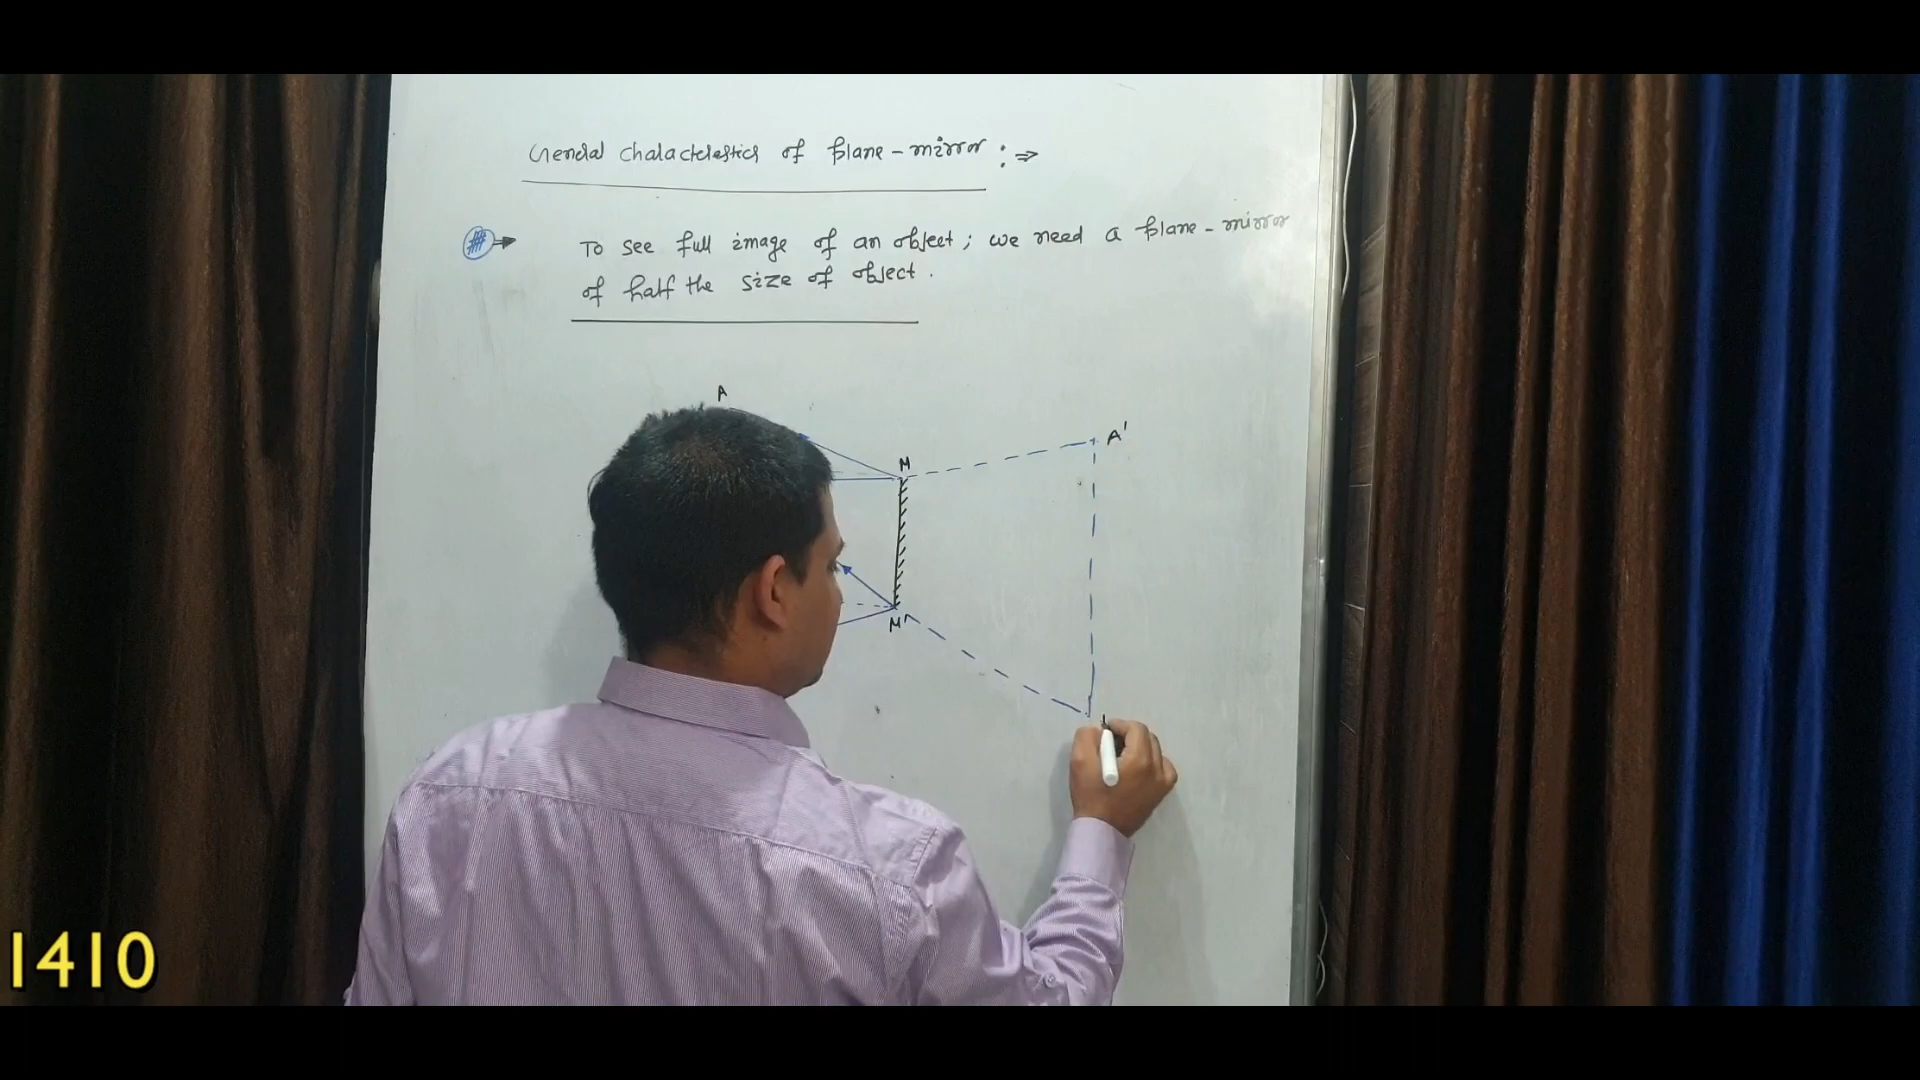 General characteristics of plane-mirror : ⇒
# → To see full image of an object ; we need a plane-mirror
of half the size of object .
A
A'
M
M'
1410